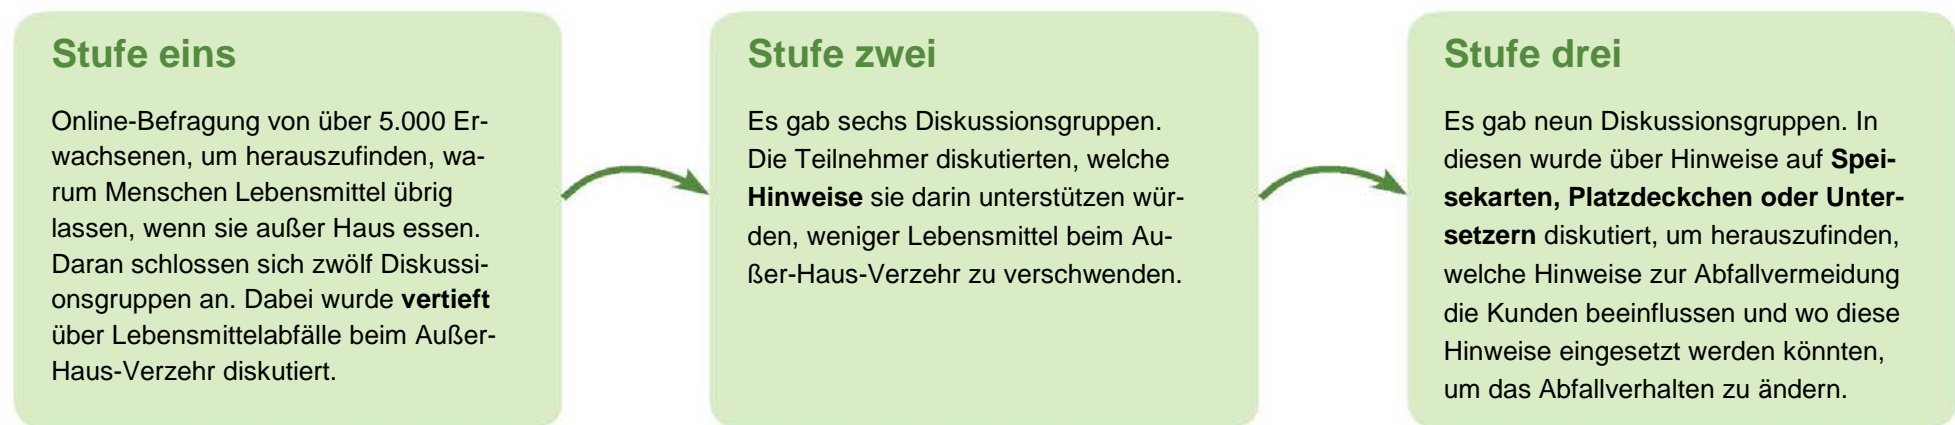 Stufe eins
Online-Befragung von über 5.000 Er-
wachsenen, um herauszufinden, wa-
rum Menschen Lebensmittel übrig
lassen, wenn sie außer Haus essen.
Daran schlossen sich zwölf Diskussi-
onsgruppen an. Dabei wurde vertieft
über Lebensmittelabfälle beim Außer-
Haus-Verzehr diskutiert.
Stufe zwei
Es gab sechs Diskussionsgruppen.
Die Teilnehmer diskutierten, welche
Hinweise sie darin unterstützen wür-
den, weniger Lebensmittel beim Au-
ßer-Haus-Verzehr zu verschwenden.
Stufe drei
Es gab neun Diskussionsgruppen. In
diesen wurde über Hinweise auf Spei-
sekarten, Platzdeckchen oder Unter-
setzern diskutiert, um herauszufinden,
welche Hinweise zur Abfallvermeidung
die Kunden beeinflussen und wo diese
Hinweise eingesetzt werden könnten,
um das Abfallverhalten zu ändern.